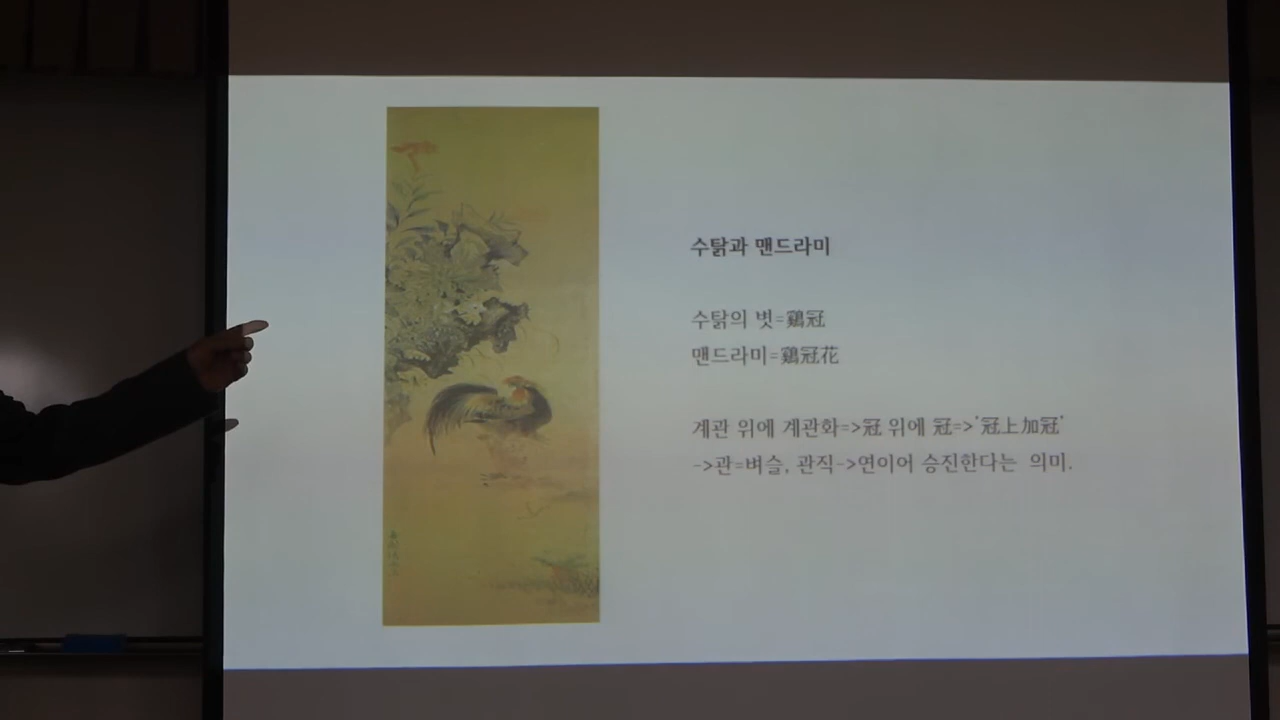 수탉과 맨드라미
수탉의 볏=鷄冠
맨드라미=鷄冠花
계관 위에 계관화=>冠 위에 冠=>'冠上加冠'
->관=벼슬, 관직->연이어 승진한다는 의미.